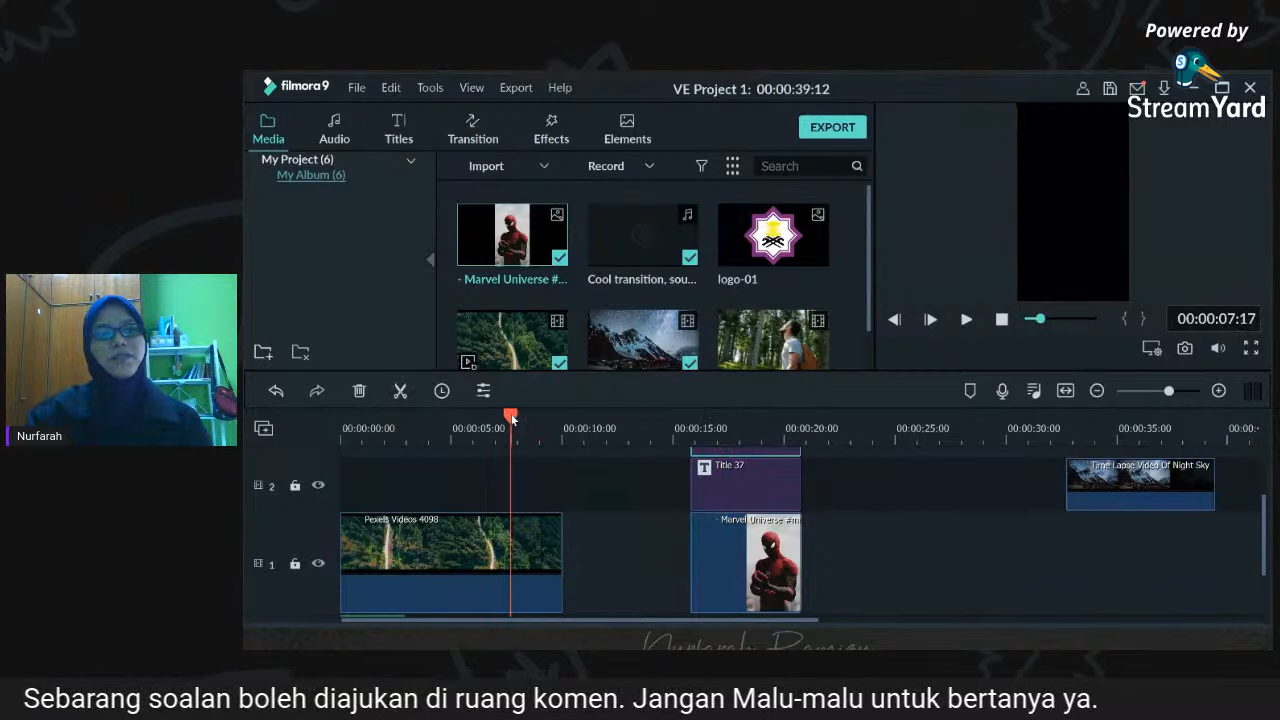 Powered by
StreamYard
filmora9 File Edit Tools View Export Help VE Project 1: 00:00:39:12
Media Audio Titles Transition Effects Elements EXPORT
My Project (6) Import Record Search
My Album (6)
- Marvel Universe #... Cool transition, sou... logo-01
00:00:07:17
Nurfarah
00:00:00:00 00:00:05:00 00:00:10:00 00:00:15:00 00:00:20:00 00:00:25:00 00:00:30:00 00:00:35:00 00:00:
2 T Title 37 Time Lapse Video Of Night Sky
Pexels Videos 4098 - Marvel Universe #m
1
Sebarang soalan boleh diajukan di ruang komen. Jangan Malu-malu untuk bertanya ya.